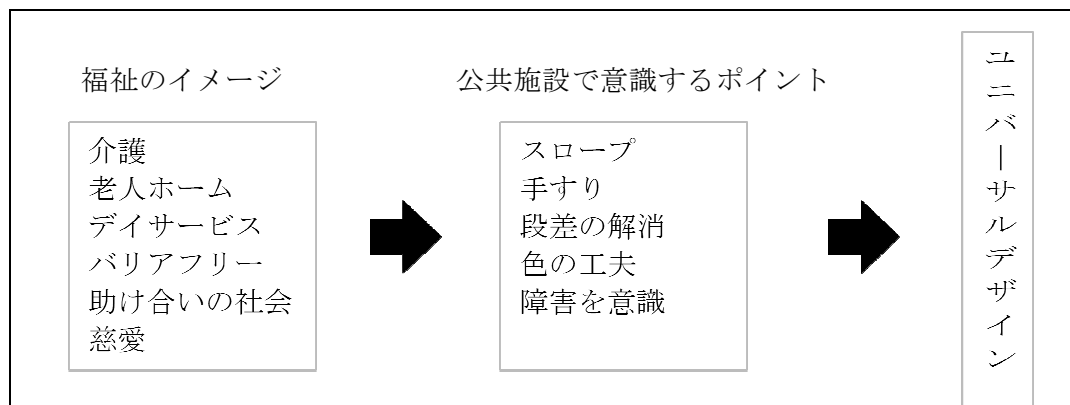 福祉のイメージ
介護
老人ホーム
デイサービス
バリアフリー
助け合いの社会
慈愛
公共施設で意識するポイント
スロープ
手すり
段差の解消
色の工夫
障害を意識
ユニバーサルデザイン